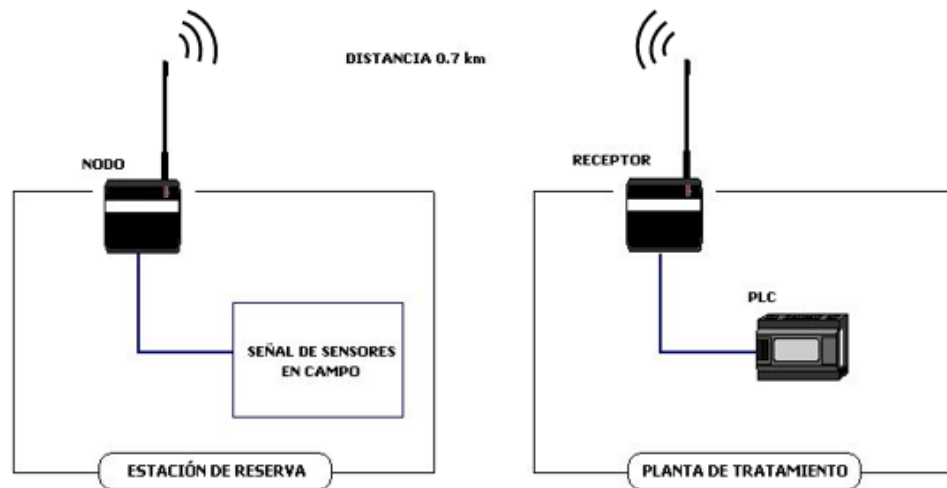 DISTANCIA 0.7 km
NODO
RECEPTOR
PLC
SEÑAL DE SENSORES
EN CAMPO
ESTACIÓN DE RESERVA
PLANTA DE TRATAMIENTO